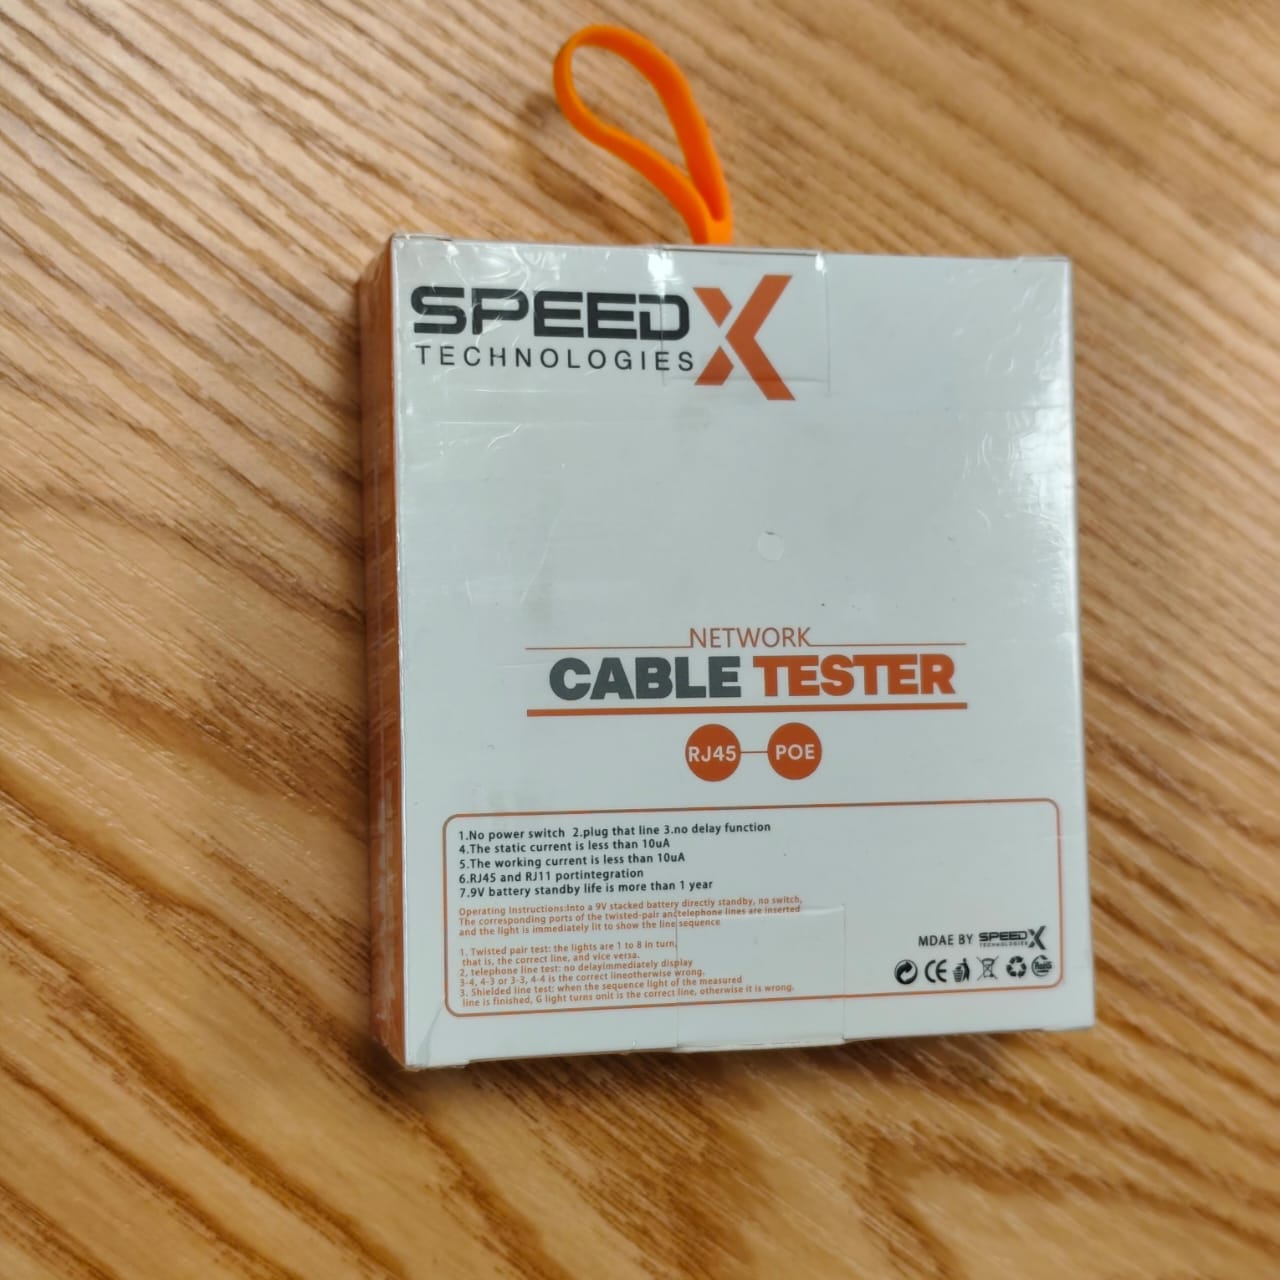 SPEEDX
TECHNOLOGIES
NETWORK
CABLE TESTER
RJ45 POE
1.No power switch 2.plug that line 3.no delay function
4.The static current is less than 10uA
5.The working current is less than 10uA
6.RJ45 and RJ11 portintegration
7.9V battery standby life is more than 1 year
Operating Instructions:Into a 9V stacked battery directly standby, no switch,
The corresponding ports of the twisted-pair andtelephone lines are inserted
and the light is immediately lit to show the line sequence
1. Twisted pair test: the lights are 1 to 8 in turn,
that is, the correct line, and vice versa.
2, telephone line test: no delayimmediately display
3-4, 4-3 or 3-3, 4-4 is the correct lineotherwise wrong.
3. Shielded line test: when the sequence light of the measured
line is finished, G light turns onit is the correct line, otherwise it is wrong.
MDAE BY SPEEDX
TECHNOLOGIES
CE RoHS